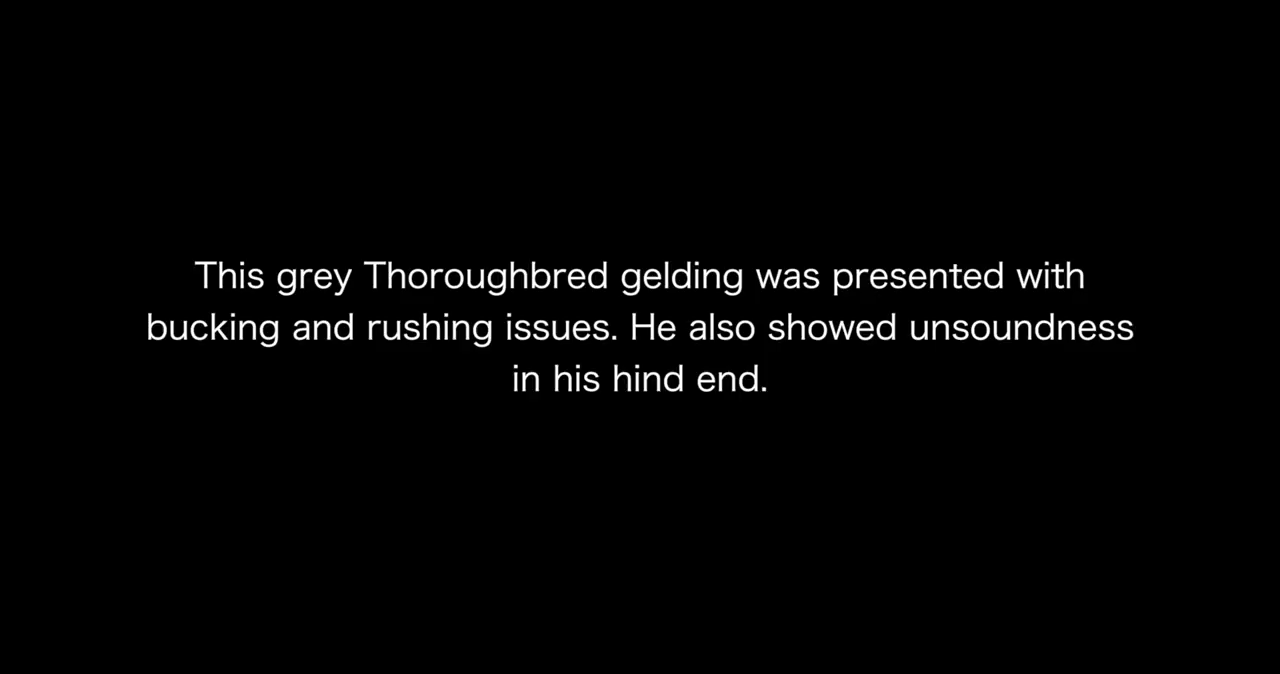 This grey Thoroughbred gelding was presented with
bucking and rushing issues. He also showed unsoundness
in his hind end.